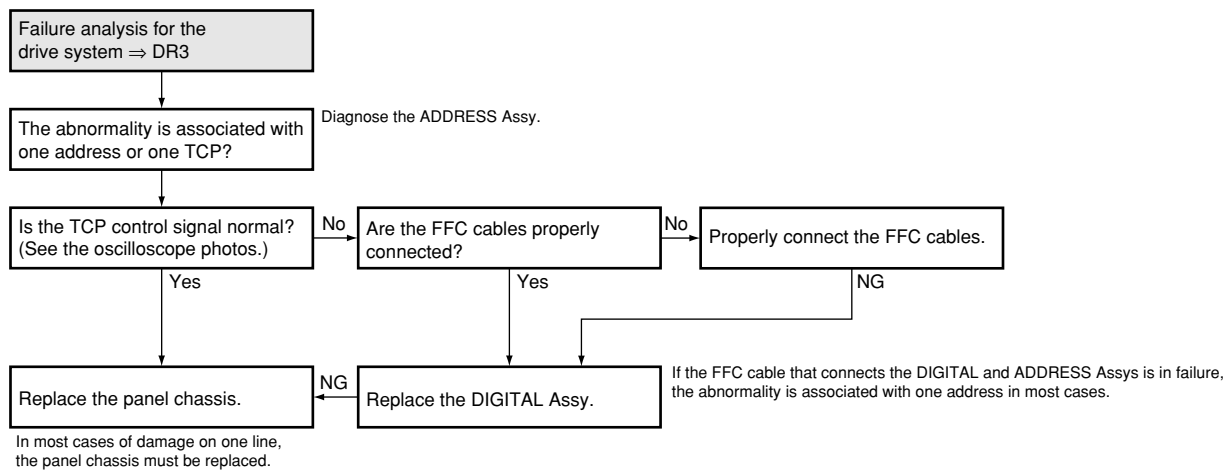 Failure analysis for the
drive system ⇒ DR3
The abnormality is associated with
one address or one TCP?
Diagnose the ADDRESS Assy.
Is the TCP control signal normal?
(See the oscilloscope photos.)
No
Are the FFC cables properly
connected?
No
Properly connect the FFC cables.
Yes
Yes
NG
Replace the panel chassis.
NG
Replace the DIGITAL Assy.
If the FFC cable that connects the DIGITAL and ADDRESS Assys is in failure,
the abnormality is associated with one address in most cases.
In most cases of damage on one line,
the panel chassis must be replaced.